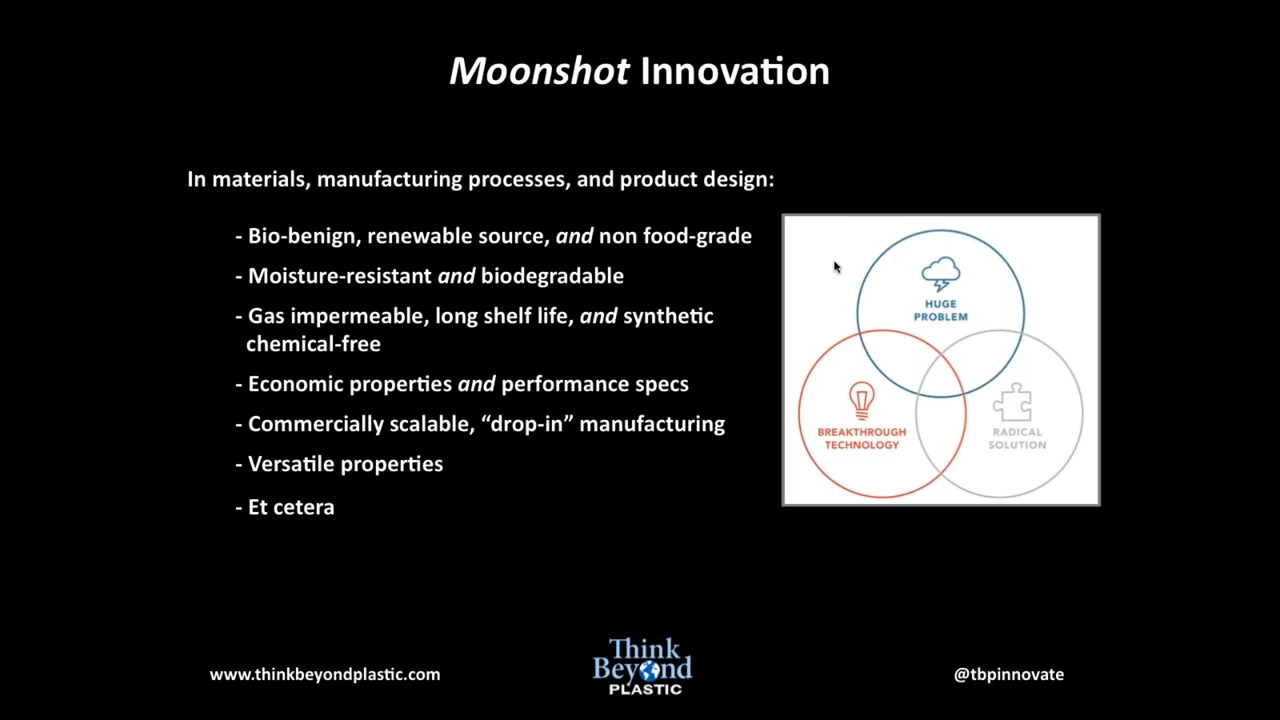 Moonshot Innovation
In materials, manufacturing processes, and product design:
- Bio-benign, renewable source, and non food-grade
- Moisture-resistant and biodegradable
- Gas impermeable, long shelf life, and synthetic
chemical-free
- Economic properties and performance specs
- Commercially scalable, “drop-in” manufacturing
- Versatile properties
- Et cetera
HUGE
PROBLEM
BREAKTHROUGH
TECHNOLOGY
RADICAL
SOLUTION
www.thinkbeyondplastic.com
Think
Beyond
PLASTIC
@tbpinnovate